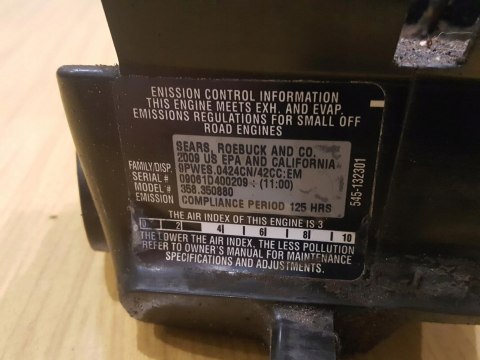 EMISSION CONTROL INFORMATION
THIS ENGINE MEETS EXH. AND EVAP.
EMISSIONS REGULATIONS FOR SMALL OFF
ROAD ENGINES
SEARS, ROEBUCK AND CO.
2009 US EPA AND CALIFORNIA
FAMILY/DISP. 9PWES.0424CN/42CC:EM
SERIAL# 09081D400209 : (11:00)
MODEL# 358.350880
EMISSION COMPLIANCE PERIOD 125 HRS
545-132301
THE AIR INDEX OF THIS ENGINE IS 3
0 2 4 6 8 10
THE LOWER THE AIR INDEX, THE LESS POLLUTION
REFER TO OWNER'S MANUAL FOR MAINTENANCE
SPECIFICATIONS AND ADJUSTMENTS.